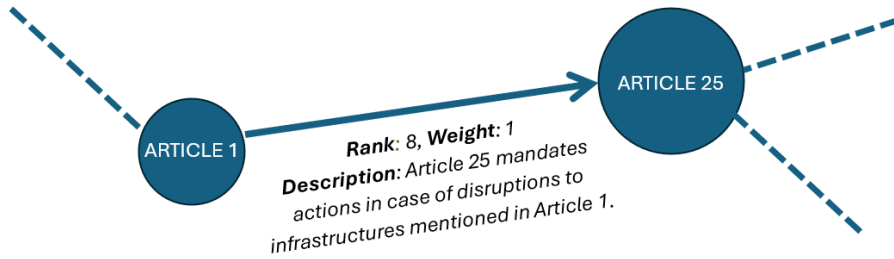 ARTICLE 1
ARTICLE 25
Rank: 8, Weight: 1
Description: Article 25 mandates
actions in case of disruptions to
infrastructures mentioned in Article 1.